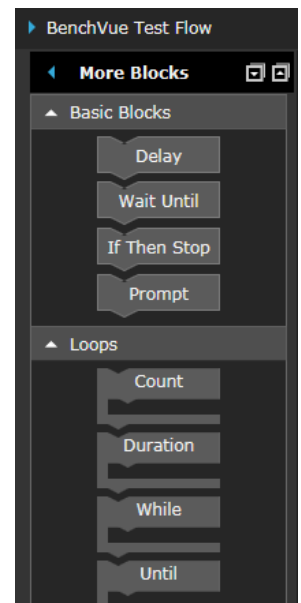 BenchVue Test Flow
More Blocks
Basic Blocks
Delay
Wait Until
If Then Stop
Prompt
Loops
Count
Duration
While
Until